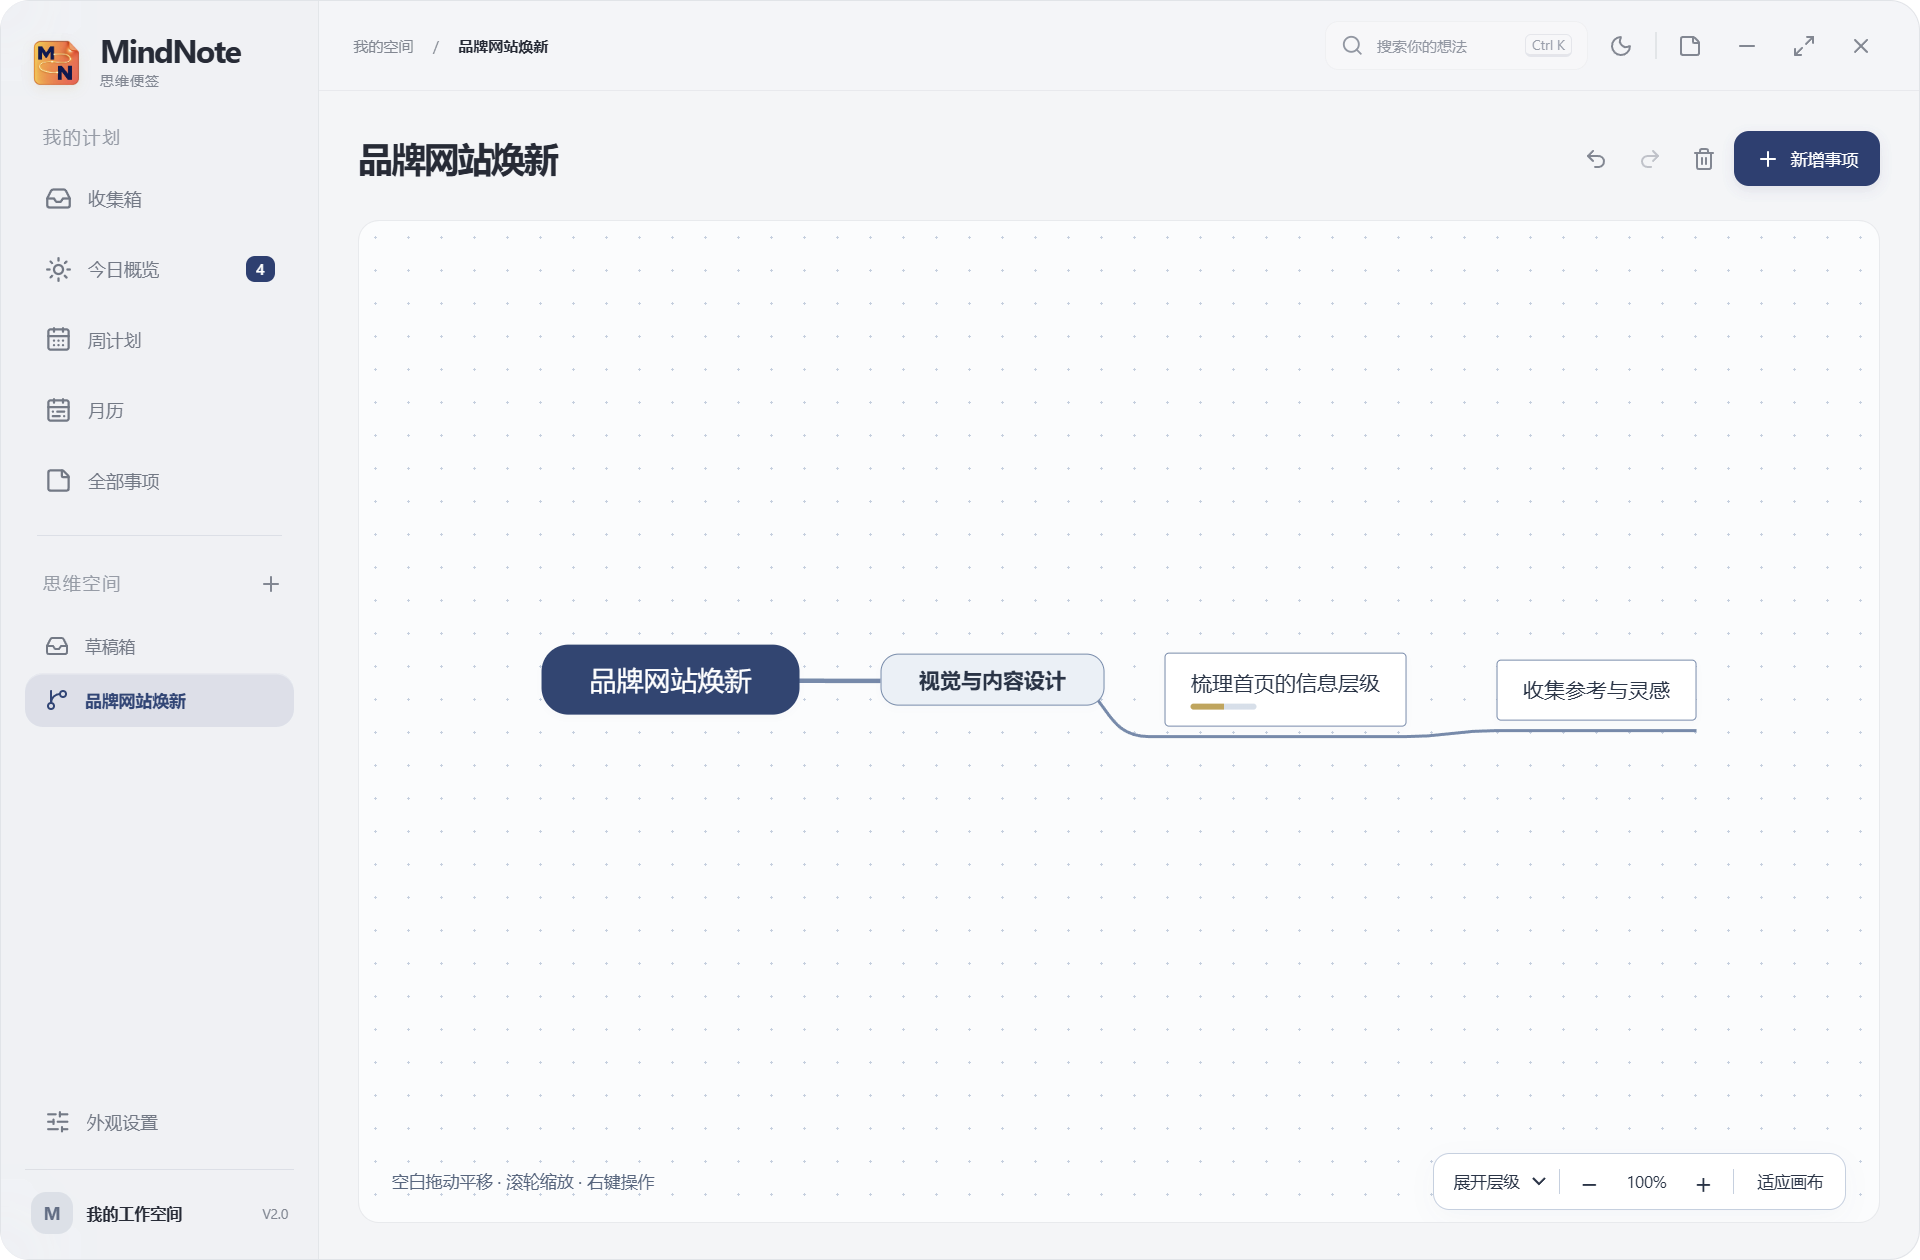 MindNote
思维便签
我的计划
收集箱
今日概览 4
周计划
月历
全部事项
思维空间
草稿箱
品牌网站焕新
外观设置
M 我的工作空间 V2.0
我的空间 / 品牌网站焕新
搜索你的想法 Ctrl K
品牌网站焕新
新增事项
品牌网站焕新
视觉与内容设计
梳理首页的信息层级
收集参考与灵感
空白拖动平移 · 滚轮缩放 · 右键操作
展开层级 − 100% + 适应画布